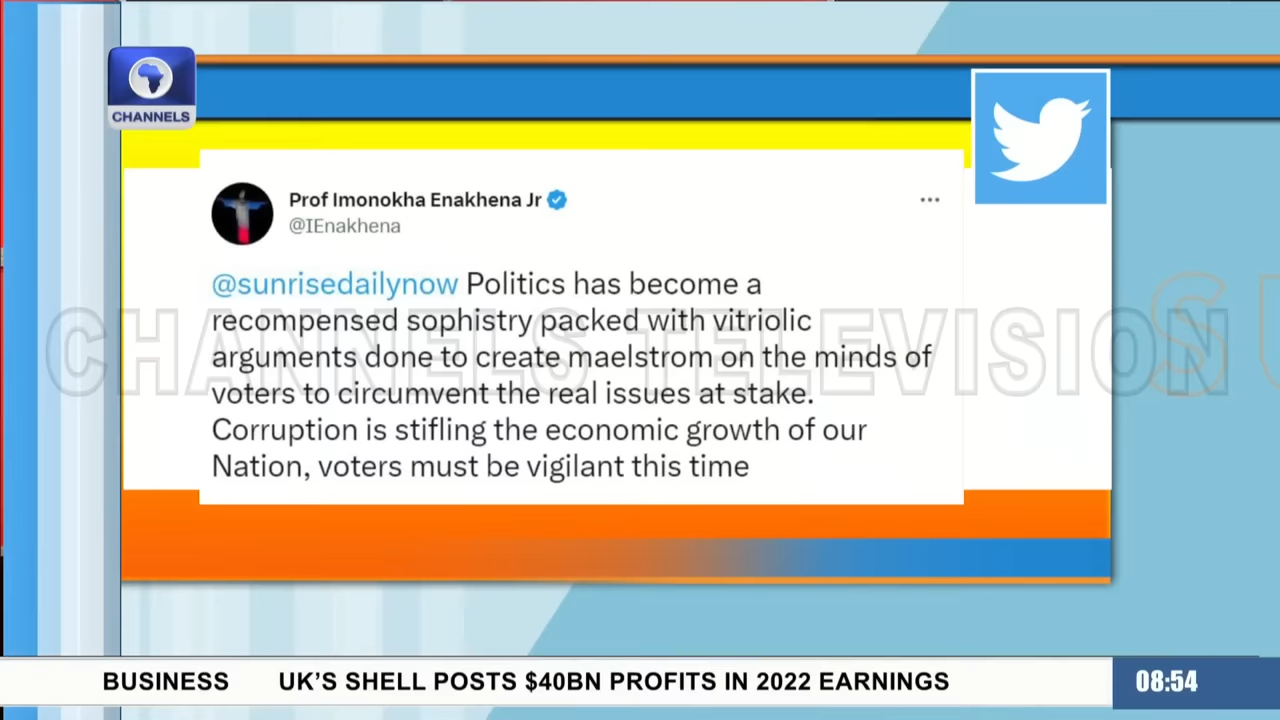 CHANNELS
Prof Imonokha Enakhena Jr
@IEnakhena
@sunrisedailynow Politics has become a
recompensed sophistry packed with vitriolic
arguments done to create maelstrom on the minds of
voters to circumvent the real issues at stake.
Corruption is stifling the economic growth of our
Nation, voters must be vigilant this time
CHANNELS TELEVISION
BUSINESS UK'S SHELL POSTS $40BN PROFITS IN 2022 EARNINGS
08:54